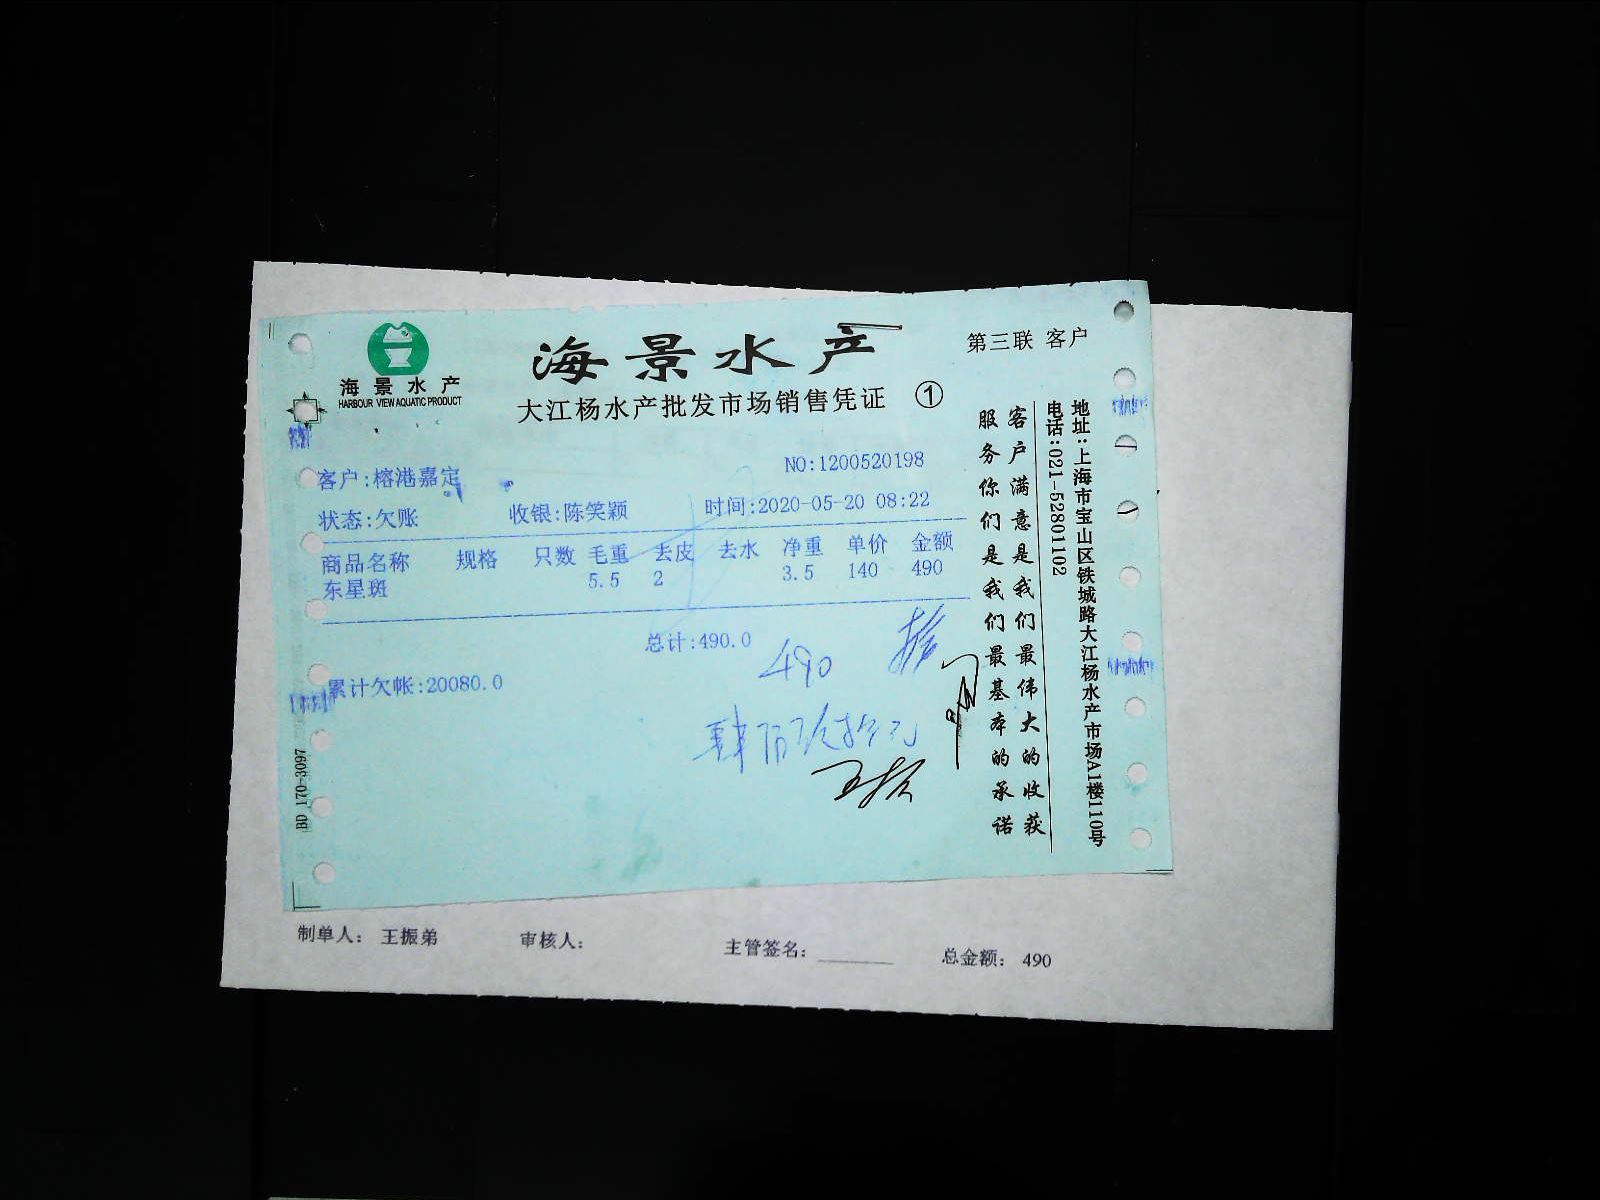 海景水产
HARBOUR VIEW AQUATIC PRODUCT
海景水产
大江杨水产批发市场销售凭证 ①
第三联 客户
NO:1200520198
客户:榕港嘉定
状态:欠账 收银:陈笑颖 时间:2020-05-20 08:22
商品名称 规格 只数 毛重 去皮 去水 净重 单价 金额
东星斑 5.5 2 3.5 140 490
总计:490.0
490
累计欠帐:20080.0
肆佰玖拾元
客户满意是我们最伟大的收获
服务你们是我们最基本的承诺
地址:上海市宝山区铁城路大江杨水产市场A1楼110号
电话:021-52801102
BD 170-3097
制单人: 王振弟 审核人: 主管签名: 总金额: 490